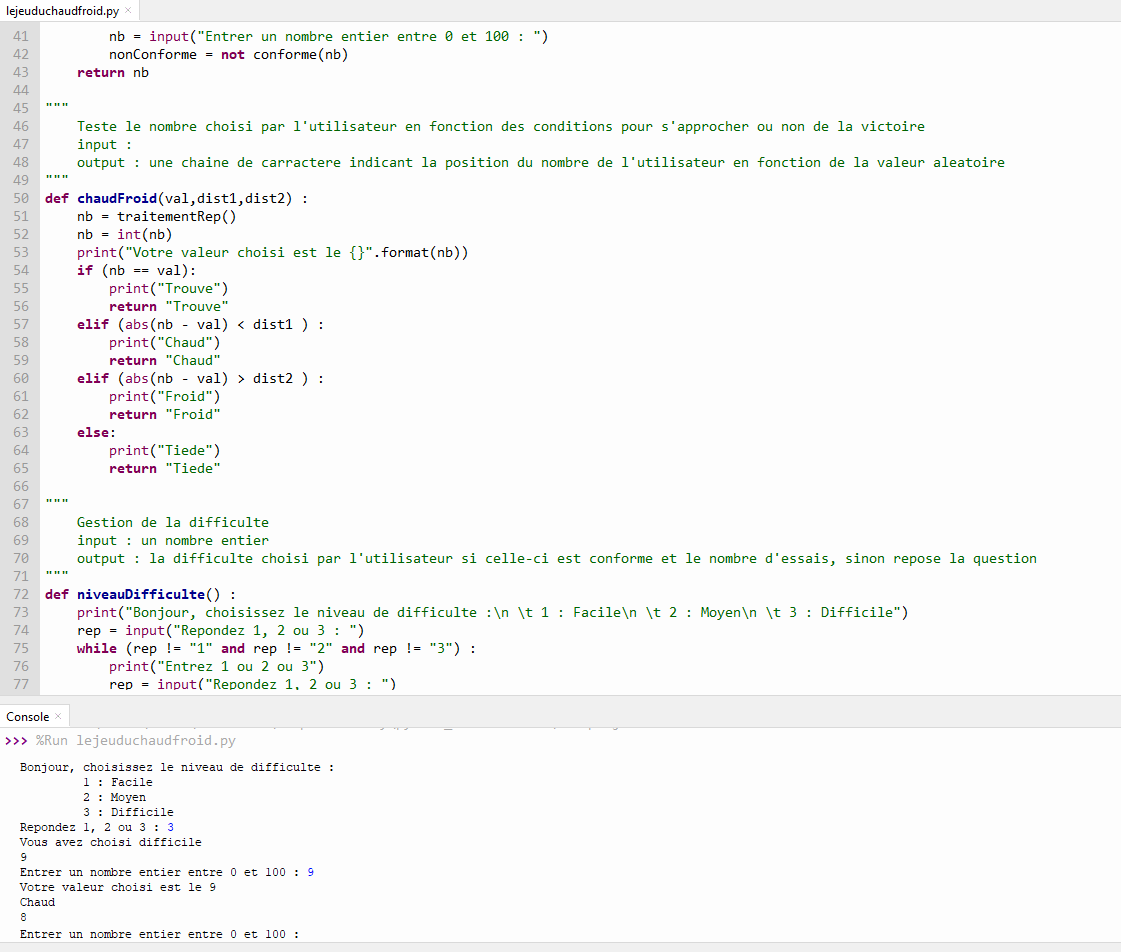 lejeuduchaudfroid.py ×
41 nb = input("Entrer un nombre entier entre 0 et 100 : ")
42 nonConforme = not conforme(nb)
43 return nb
44
45 """
46 Teste le nombre choisi par l'utilisateur en fonction des conditions pour s'approcher ou non de la victoire
47 input :
48 output : une chaine de carractere indicant la position du nombre de l'utilisateur en fonction de la valeur aleatoire
49 """
50 def chaudFroid(val,dist1,dist2) :
51 nb = traitementRep()
52 nb = int(nb)
53 print("Votre valeur choisi est le {}".format(nb))
54 if (nb == val):
55 print("Trouve")
56 return "Trouve"
57 elif (abs(nb - val) < dist1 ) :
58 print("Chaud")
59 return "Chaud"
60 elif (abs(nb - val) > dist2 ) :
61 print("Froid")
62 return "Froid"
63 else:
64 print("Tiede")
65 return "Tiede"
66
67 """
68 Gestion de la difficulte
69 input : un nombre entier
70 output : la difficulte choisi par l'utilisateur si celle-ci est conforme et le nombre d'essais, sinon repose la question
71 """
72 def niveauDifficulte() :
73 print("Bonjour, choisissez le niveau de difficulte :\n \t 1 : Facile\n \t 2 : Moyen\n \t 3 : Difficile")
74 rep = input("Repondez 1, 2 ou 3 : ")
75 while (rep != "1" and rep != "2" and rep != "3") :
76 print("Entrez 1 ou 2 ou 3")
77 rep = input("Repondez 1, 2 ou 3 : ")
Console ×
>>> %Run lejeuduchaudfroid.py
Bonjour, choisissez le niveau de difficulte :
1 : Facile
2 : Moyen
3 : Difficile
Repondez 1, 2 ou 3 : 3
Vous avez choisi difficile
9
Entrer un nombre entier entre 0 et 100 : 9
Votre valeur choisi est le 9
Chaud
8
Entrer un nombre entier entre 0 et 100 :